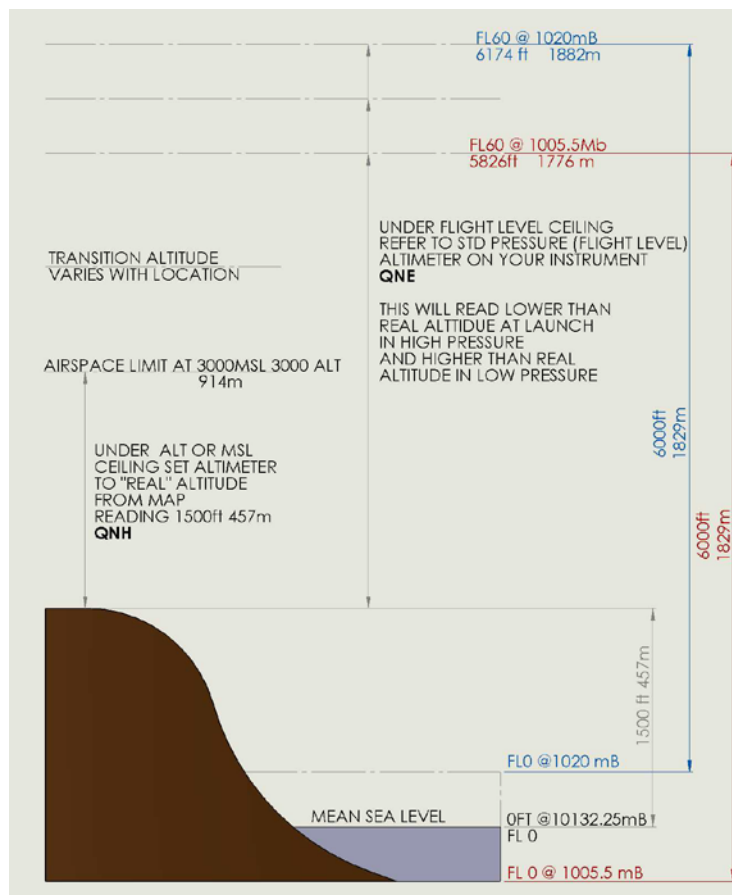 FL60 @ 1020mB
6174 ft 1882m
FL60 @ 1005.5Mb
5826ft 1776 m
UNDER FLIGHT LEVEL CEILING
REFER TO STD PRESSURE (FLIGHT LEVEL)
ALTIMETER ON YOUR INSTRUMENT
QNE
THIS WILL READ LOWER THAN
REAL ALTTIDUE AT LAUNCH
IN HIGH PRESSURE
AND HIGHER THAN REAL
ALTITUDE IN LOW PRESSURE
TRANSITION ALTITUDE
VARIES WITH LOCATION
AIRSPACE LIMIT AT 3000MSL 3000 ALT
914m
UNDER ALT OR MSL
CEILING SET ALTIMETER
TO "REAL" ALTITUDE
FROM MAP
READING 1500ft 457m
QNH
6000ft
1829m
6000ft
1829m
1500 ft 457m
FL0 @1020 mB
MEAN SEA LEVEL
0FT @10132.25mB
FL 0
FL 0 @ 1005.5 mB